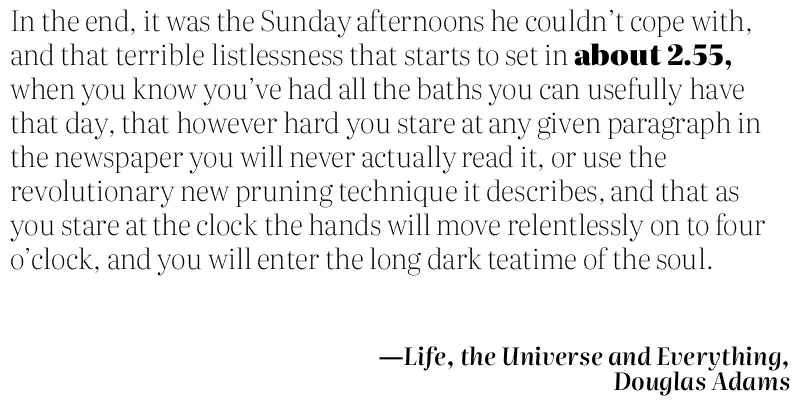 In the end, it was the Sunday afternoons he couldn’t cope with,
and that terrible listlessness that starts to set in about 2.55,
when you know you’ve had all the baths you can usefully have
that day, that however hard you stare at any given paragraph in
the newspaper you will never actually read it, or use the
revolutionary new pruning technique it describes, and that as
you stare at the clock the hands will move relentlessly on to four
o’clock, and you will enter the long dark teatime of the soul.
—Life, the Universe and Everything,
Douglas Adams